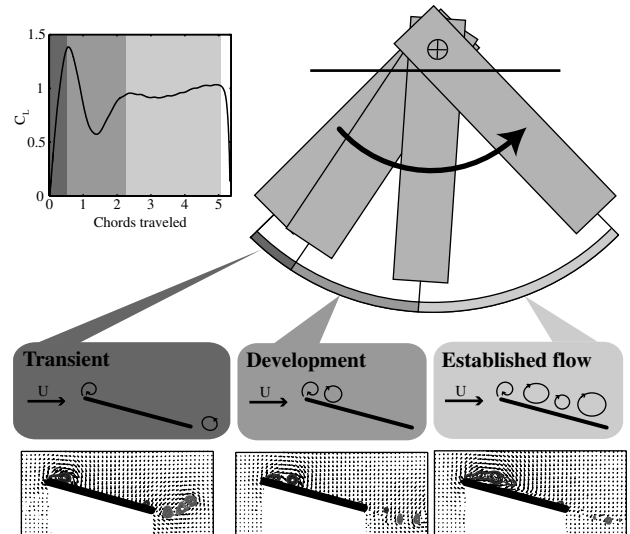 1.5
1
0.5
0
C_L
0 1 2 3 4 5
Chords traveled
Transient
U
Development
U
Established flow
U